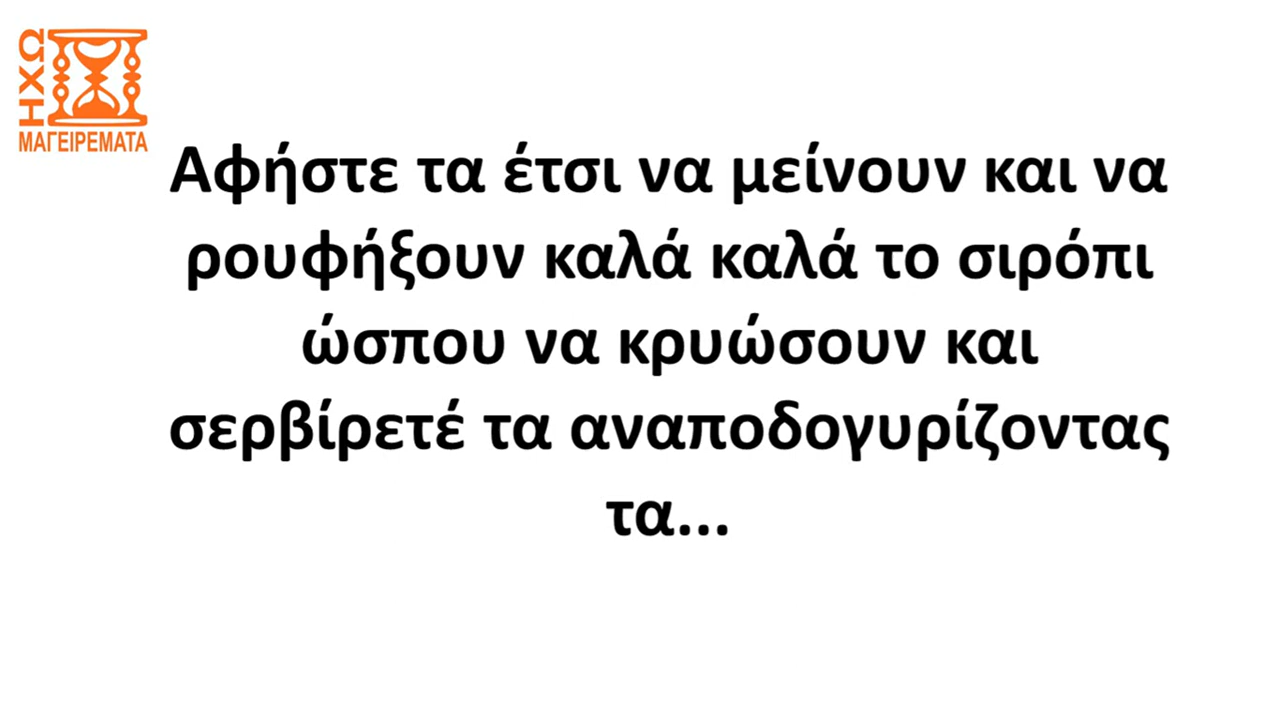 ΗΧΩ
ΜΑΓΕΙΡΕΜΑΤΑ
Αφήστε τα έτσι να μείνουν και να
ρουφήξουν καλά καλά το σιρόπι
ώσπου να κρυώσουν και
σερβίρετέ τα αναποδογυρίζοντας
τα...